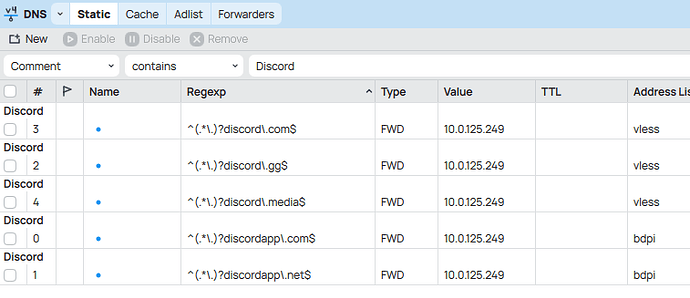 v4 DNS Static Cache Adlist Forwarders
New Enable Disable Remove
Comment contains Discord
# Name Regexp Type Value TTL Address Lis
Discord
3 ^(.*\.)?discord\.com$ FWD 10.0.125.249 vless
Discord
2 ^(.*\.)?discord\.gg$ FWD 10.0.125.249 vless
Discord
4 ^(.*\.)?discord\.media$ FWD 10.0.125.249 vless
Discord
0 ^(.*\.)?discordapp\.com$ FWD 10.0.125.249 bdpi
Discord
1 ^(.*\.)?discordapp\.net$ FWD 10.0.125.249 bdpi